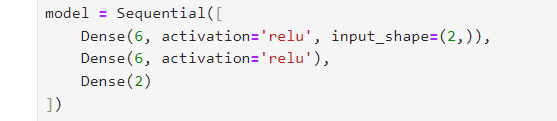 model = Sequential([
    Dense(6, activation='relu', input_shape=(2,)),
    Dense(6, activation='relu'),
    Dense(2)
])